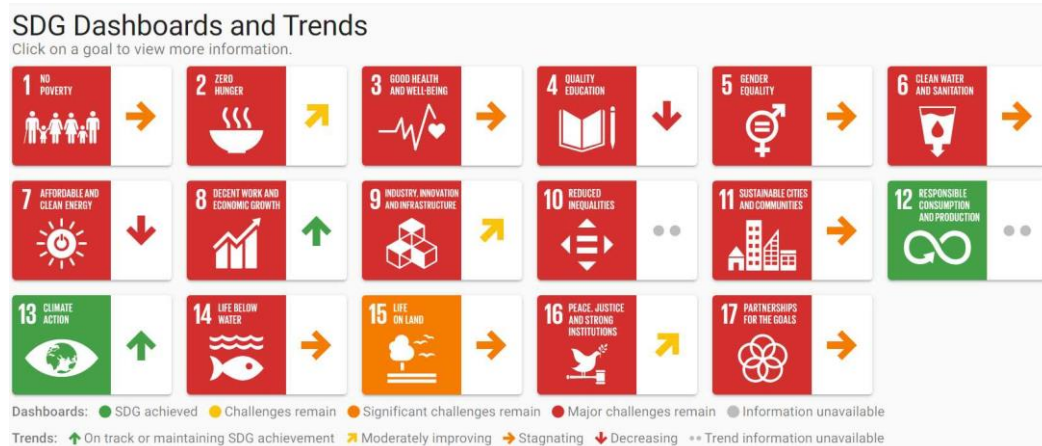 SDG Dashboards and Trends
Click on a goal to view more information.
1 NO POVERTY
2 ZERO HUNGER
3 GOOD HEALTH AND WELL-BEING
4 QUALITY EDUCATION
5 GENDER EQUALITY
6 CLEAN WATER AND SANITATION
7 AFFORDABLE AND CLEAN ENERGY
8 DECENT WORK AND ECONOMIC GROWTH
9 INDUSTRY, INNOVATION AND INFRASTRUCTURE
10 REDUCED INEQUALITIES
11 SUSTAINABLE CITIES AND COMMUNITIES
12 RESPONSIBLE CONSUMPTION AND PRODUCTION
13 CLIMATE ACTION
14 LIFE BELOW WATER
15 LIFE ON LAND
16 PEACE, JUSTICE AND STRONG INSTITUTIONS
17 PARTNERSHIPS FOR THE GOALS
Dashboards: SDG achieved Challenges remain Significant challenges remain Major challenges remain Information unavailable
Trends: On track or maintaining SDG achievement Moderately improving Stagnating Decreasing Trend information unavailable